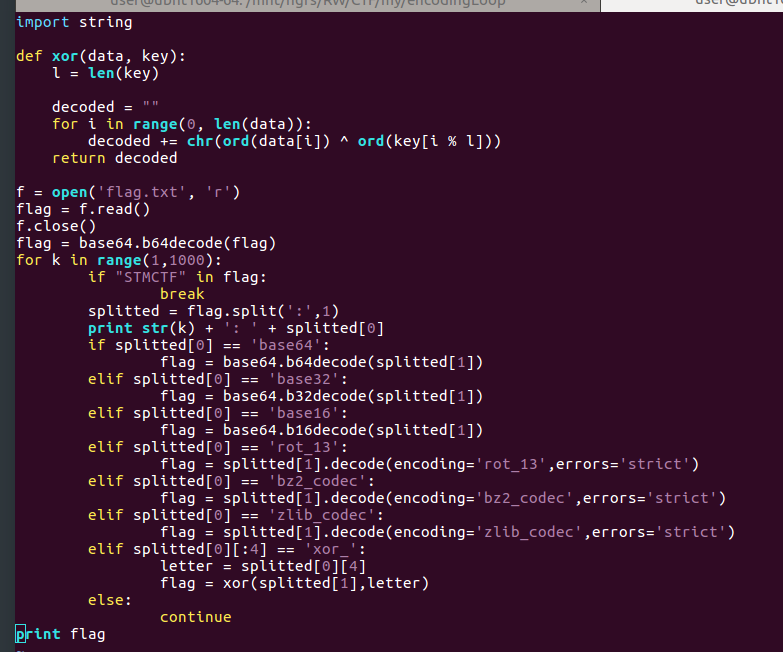 user@ubnt1604-64: /mnt/hgfs/RW/CTF/my/encodingLoop
import string

def xor(data, key):
    l = len(key)

    decoded = ""
    for i in range(0, len(data)):
        decoded += chr(ord(data[i]) ^ ord(key[i % l]))
    return decoded

f = open('flag.txt', 'r')
flag = f.read()
f.close()
flag = base64.b64decode(flag)
for k in range(1,1000):
        if "STMCTF" in flag:
                break
        splitted = flag.split(':',1)
        print str(k) + ': ' + splitted[0]
        if splitted[0] == 'base64':
                flag = base64.b64decode(splitted[1])
        elif splitted[0] == 'base32':
                flag = base64.b32decode(splitted[1])
        elif splitted[0] == 'base16':
                flag = base64.b16decode(splitted[1])
        elif splitted[0] == 'rot_13':
                flag = splitted[1].decode(encoding='rot_13',errors='strict')
        elif splitted[0] == 'bz2_codec':
                flag = splitted[1].decode(encoding='bz2_codec',errors='strict')
        elif splitted[0] == 'zlib_codec':
                flag = splitted[1].decode(encoding='zlib_codec',errors='strict')
        elif splitted[0][:4] == 'xor_':
                letter = splitted[0][4]
                flag = xor(splitted[1],letter)
        else:
                continue
print flag